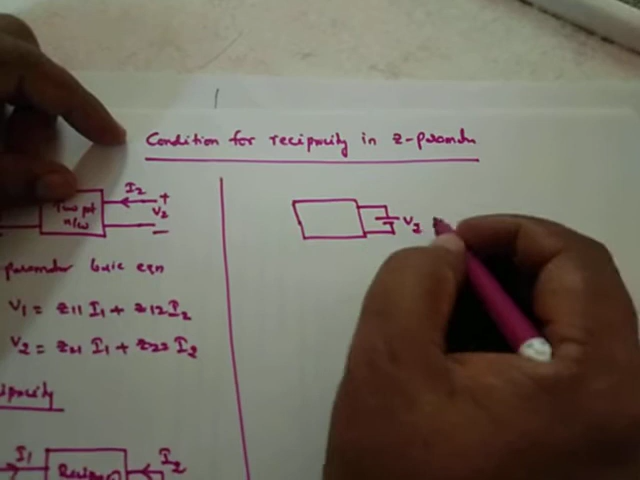 Condition for reciprocity in z-parameter
I2
+
Two pt
n/w
V2
-
parameter basic eqn
V1 = z11 I1 + z12 I2
V2 = z21 I1 + z22 I2
iprocity
I1
I2
V2